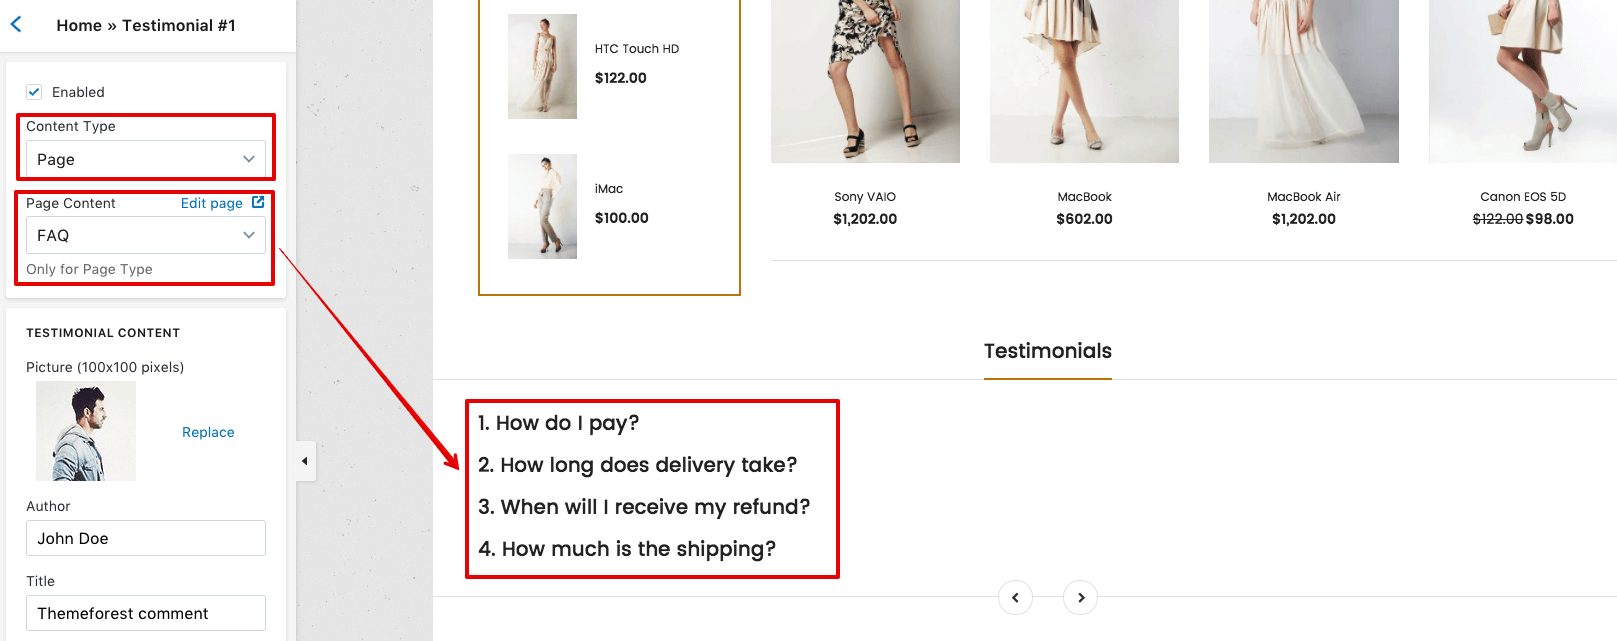 Home » Testimonial #1
Enabled
Content Type
Page
Page Content Edit page
FAQ
Only for Page Type
TESTIMONIAL CONTENT
Picture (100x100 pixels)
Replace
Author
John Doe
Title
Themeforest comment
HTC Touch HD
$122.00
iMac
$100.00
Sony VAIO
$1,202.00
MacBook
$602.00
MacBook Air
$1,202.00
Canon EOS 5D
$122.00 $98.00
Testimonials
1. How do I pay?
2. How long does delivery take?
3. When will I receive my refund?
4. How much is the shipping?